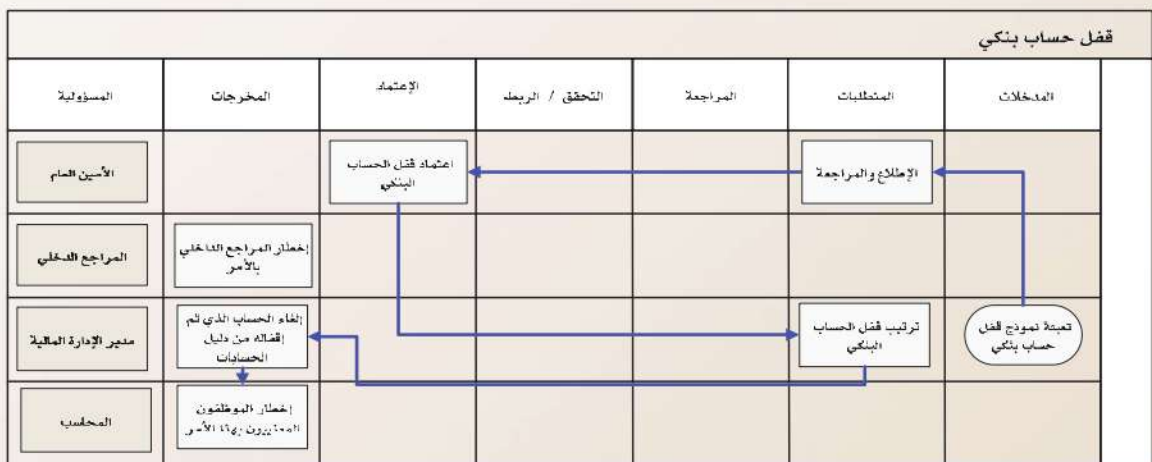 قفل حساب بنكي
المدخلات
المتطلبات
المراجعة
التحقق / الربط
الإعتماد
المخرجات
المسؤولية
الإطلاع والمراجعة
اعتماد قفل الحساب
البنكي
الأمين العام
إخطار المراجع الداخلي
بالأمر
المراجع الدخلي
تعبئة نموذج قفل
حساب بنكي
ترتيب قفل الحساب
البنكي
إلغاء الحساب الذي تم
إقفاله من دليل
الحسابات
مدير الإدارة المالية
إخطار الموظفون
المعنييون بهذا الأمر
المحاسب